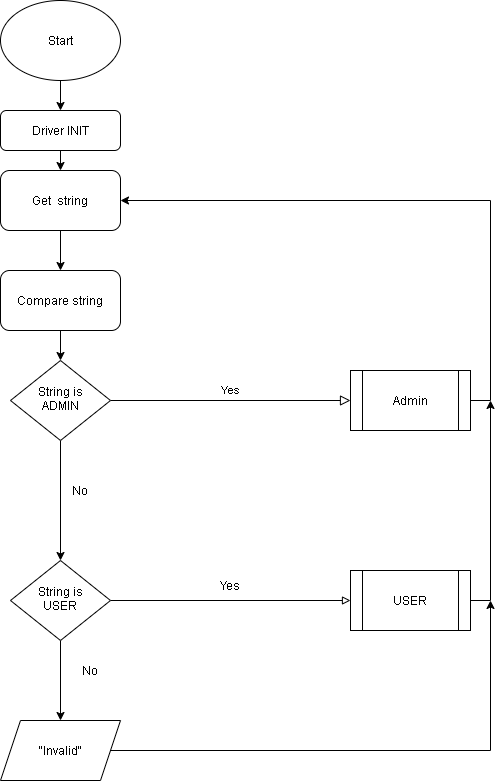 Start
Driver INIT
Get string
Compare string
String is
ADMIN
Yes
Admin
No
String is
USER
Yes
USER
No
"Invalid"